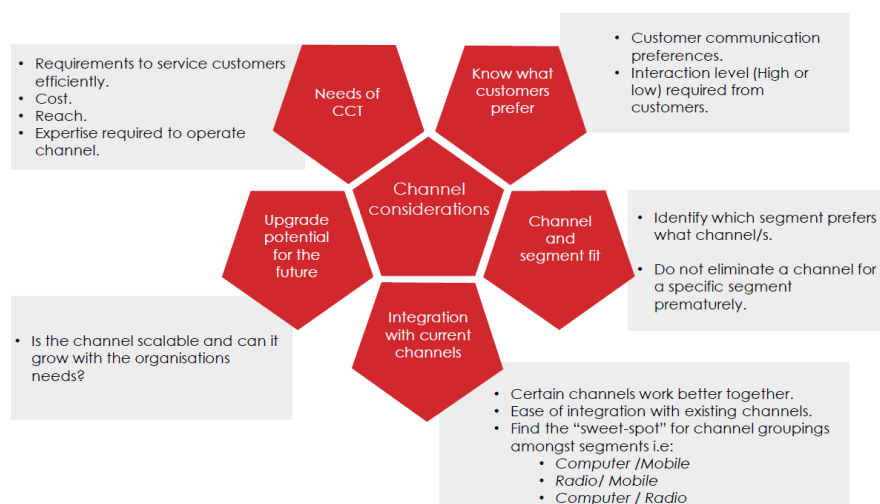 • Requirements to service customers
efficiently.
• Cost.
• Reach.
• Expertise required to operate
channel.
Needs of
CCT
Know what
customers
prefer
• Customer communication
preferences.
• Interaction level (High or
low) required from
customers.
Channel
considerations
Upgrade
potential
for the
future
Channel
and
segment fit
• Identify which segment prefers
what channel/s.
• Do not eliminate a channel for
a specific segment
prematurely.
• Is the channel scalable and can it
grow with the organisations
needs?
Integration
with current
channels
• Certain channels work better together.
• Ease of integration with existing channels.
• Find the “sweet-spot” for channel groupings
amongst segments i.e:
• Computer /Mobile
• Radio/ Mobile
• Computer / Radio